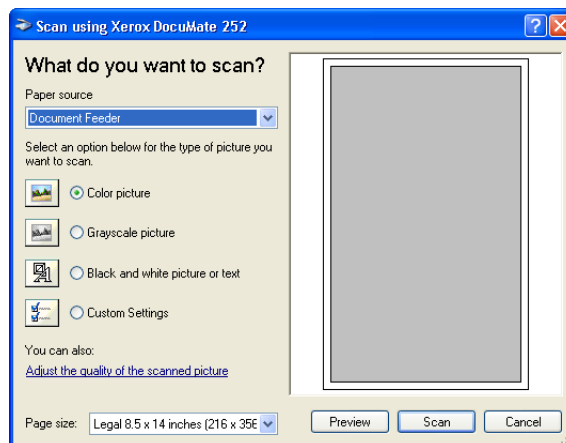 Scan using Xerox DocuMate 252
What do you want to scan?
Paper source
Document Feeder
Select an option below for the type of picture you
want to scan.
Color picture
Grayscale picture
Black and white picture or text
Custom Settings
You can also:
Adjust the quality of the scanned picture
Page size: Legal 8.5 x 14 inches (216 x 356
Preview Scan Cancel